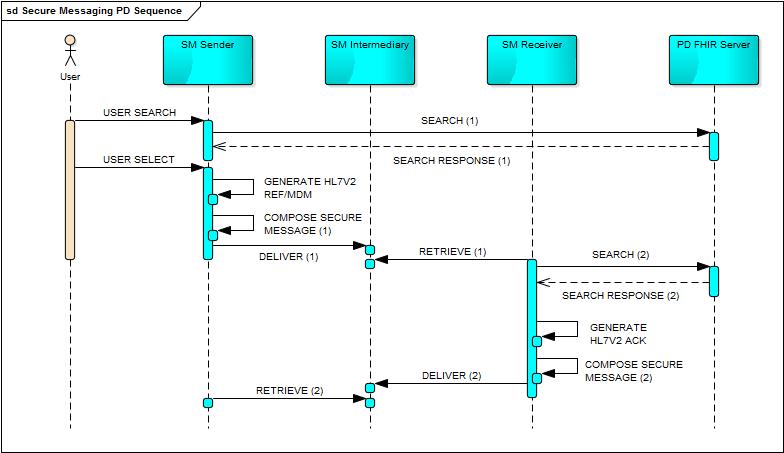 sd Secure Messaging PD Sequence
User
SM Sender
SM Intermediary
SM Receiver
PD FHIR Server
USER SEARCH
SEARCH (1)
SEARCH RESPONSE (1)
USER SELECT
GENERATE HL7V2
REF/MDM
COMPOSE SECURE
MESSAGE (1)
DELIVER (1)
RETRIEVE (1)
SEARCH (2)
SEARCH RESPONSE (2)
GENERATE
HL7V2 ACK
COMPOSE SECURE
MESSAGE (2)
DELIVER (2)
RETRIEVE (2)